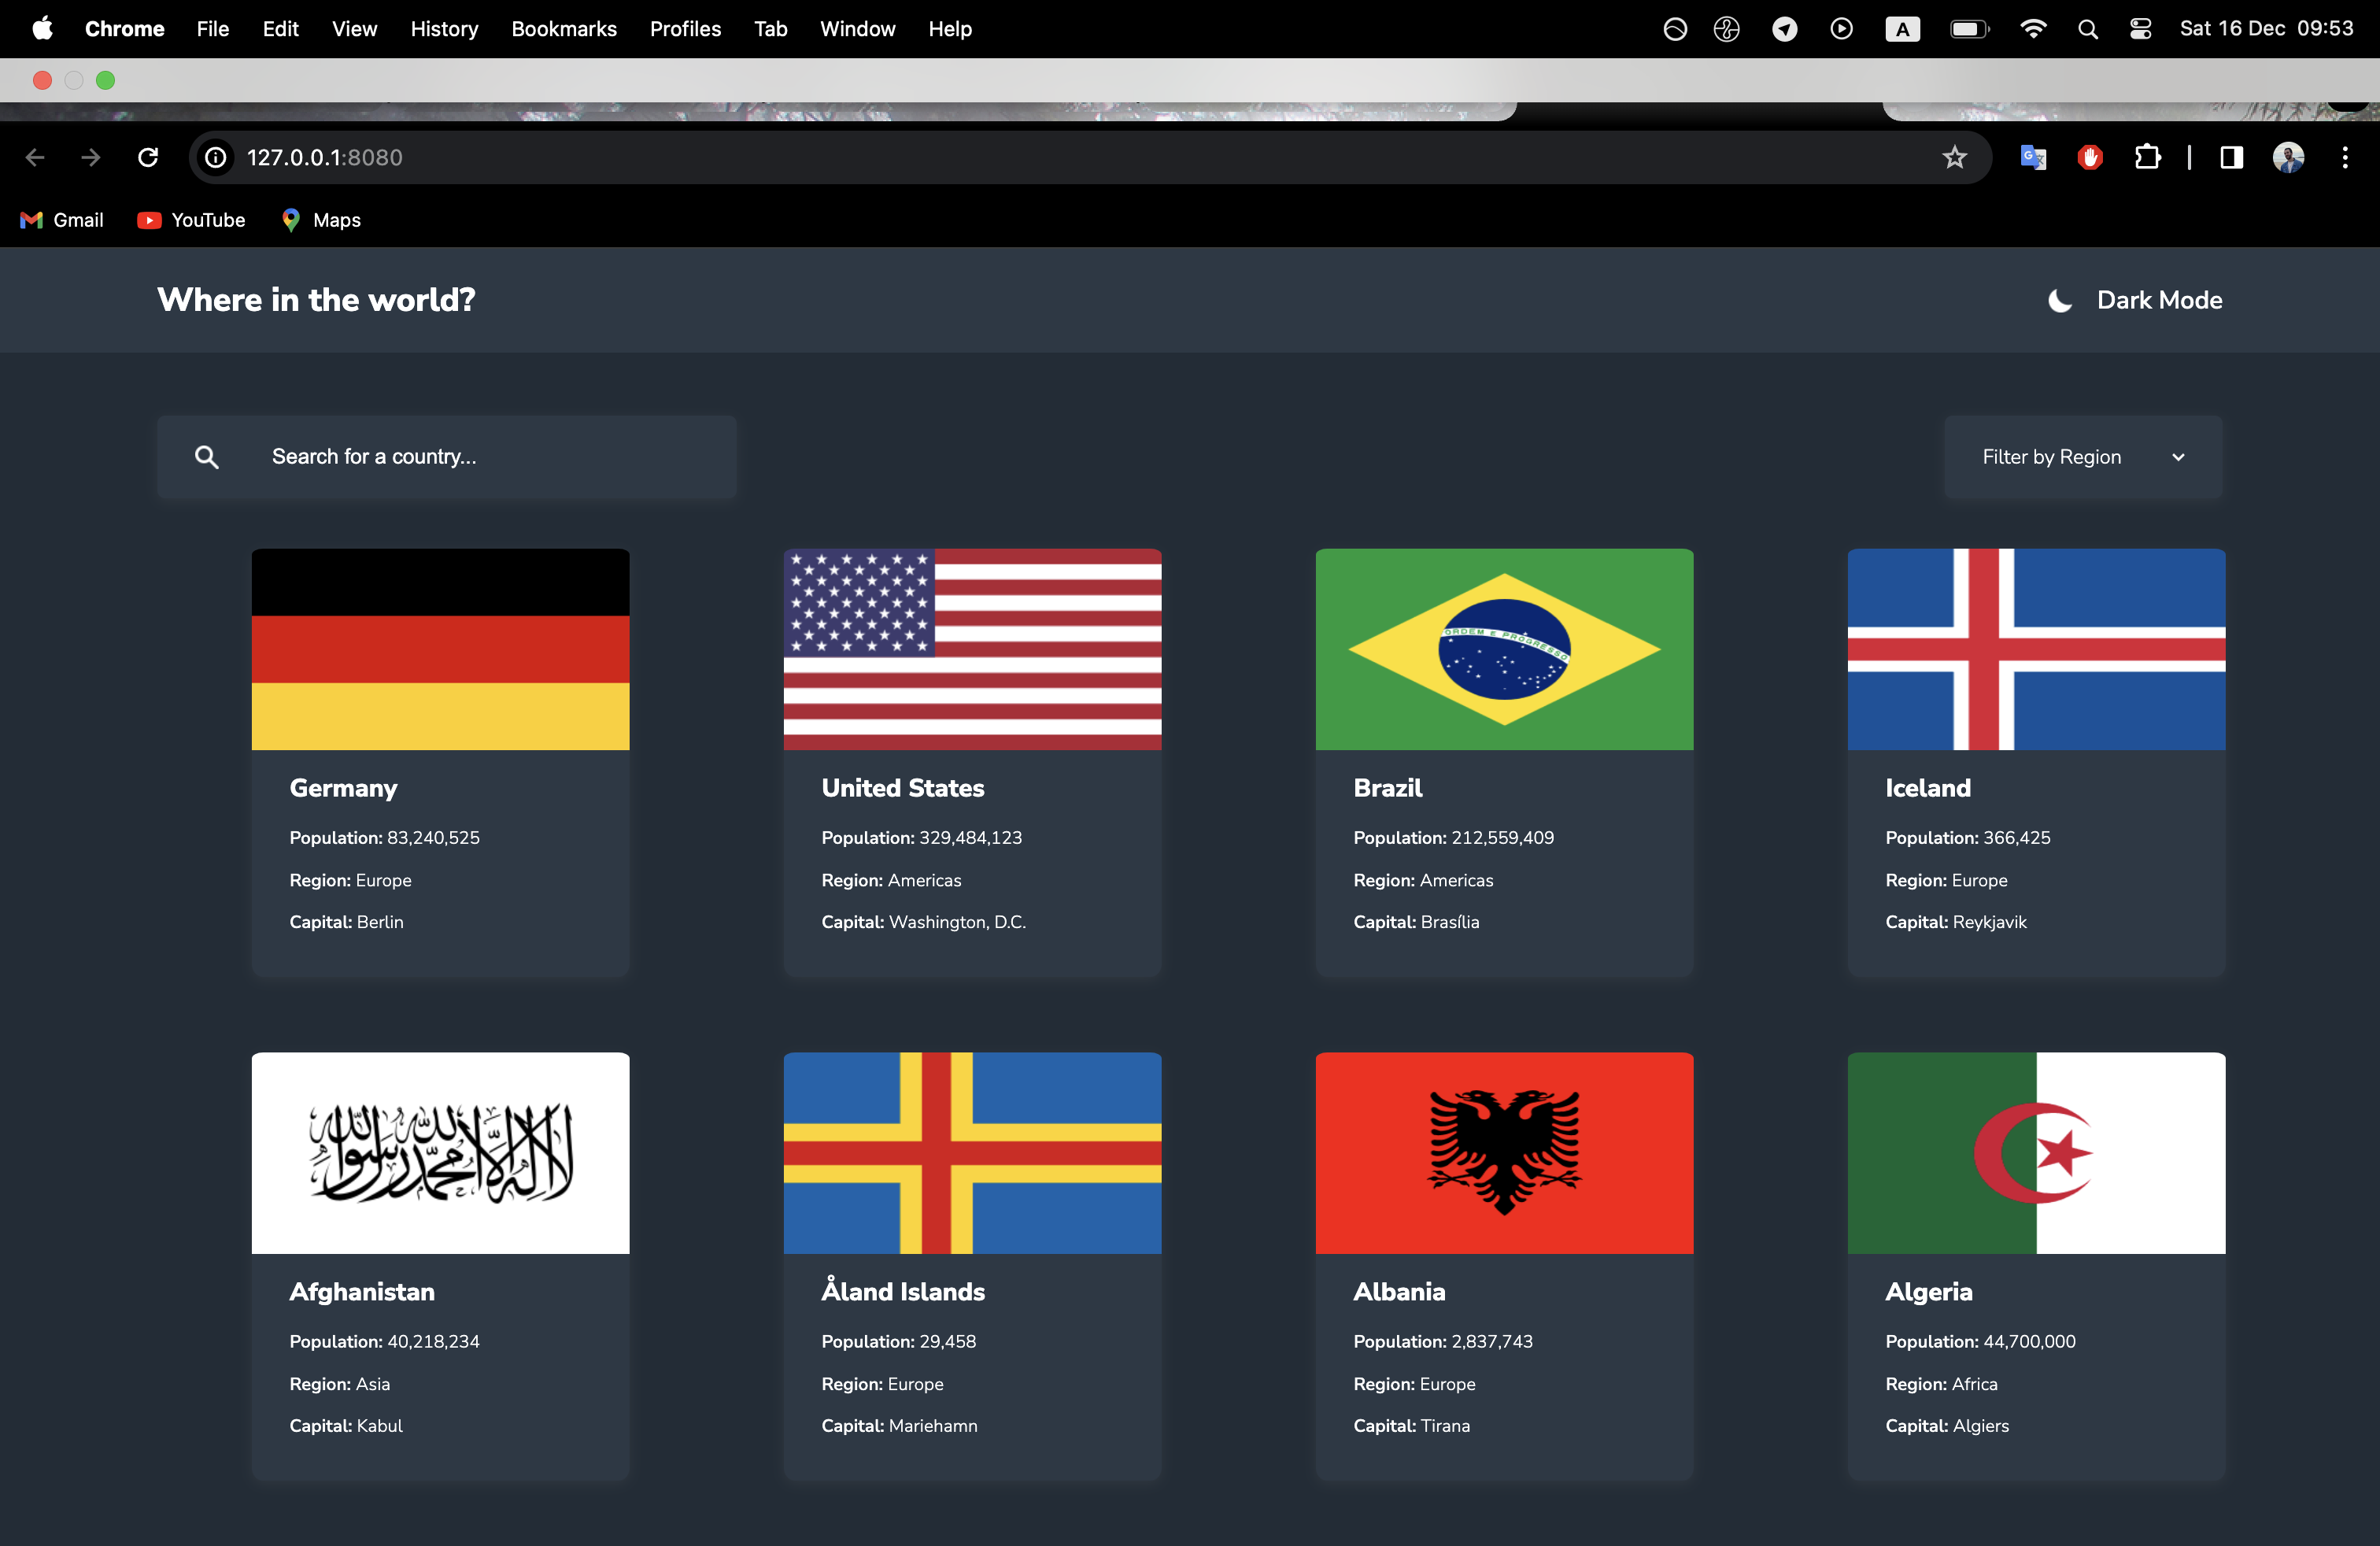 Chrome File Edit View History Bookmarks Profiles Tab Window Help A Sat 16 Dec 09:53
127.0.0.1:8080
Gmail YouTube Maps
Where in the world? Dark Mode
Search for a country... Filter by Region
ORDEM E PROGRESSO
Germany
Population: 83,240,525
Region: Europe
Capital: Berlin
United States
Population: 329,484,123
Region: Americas
Capital: Washington, D.C.
Brazil
Population: 212,559,409
Region: Americas
Capital: Brasília
Iceland
Population: 366,425
Region: Europe
Capital: Reykjavik
لا إله إلا الله محمد رسول الله
Afghanistan
Population: 40,218,234
Region: Asia
Capital: Kabul
Åland Islands
Population: 29,458
Region: Europe
Capital: Mariehamn
Albania
Population: 2,837,743
Region: Europe
Capital: Tirana
Algeria
Population: 44,700,000
Region: Africa
Capital: Algiers